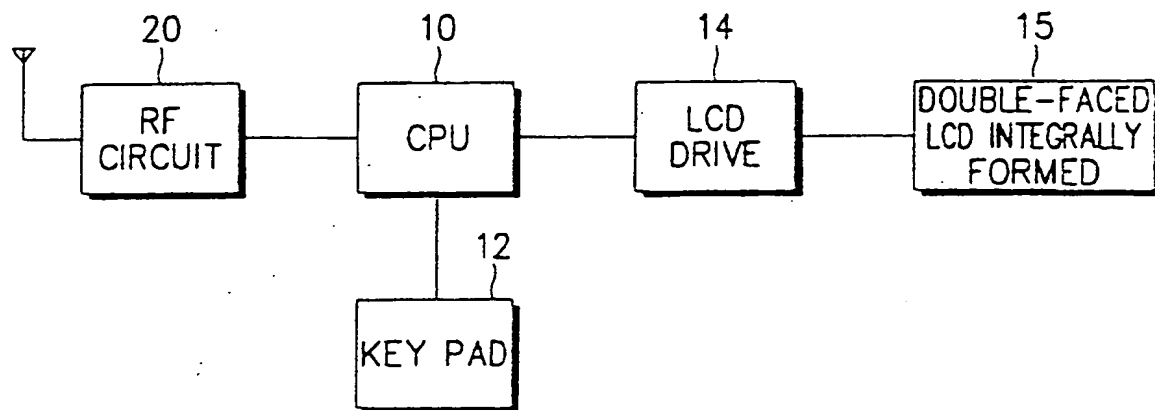 20
10
14
15
RF
CIRCUIT
CPU
LCD
DRIVE
DOUBLE-FACED
LCD INTEGRALLY
FORMED
12
KEY PAD